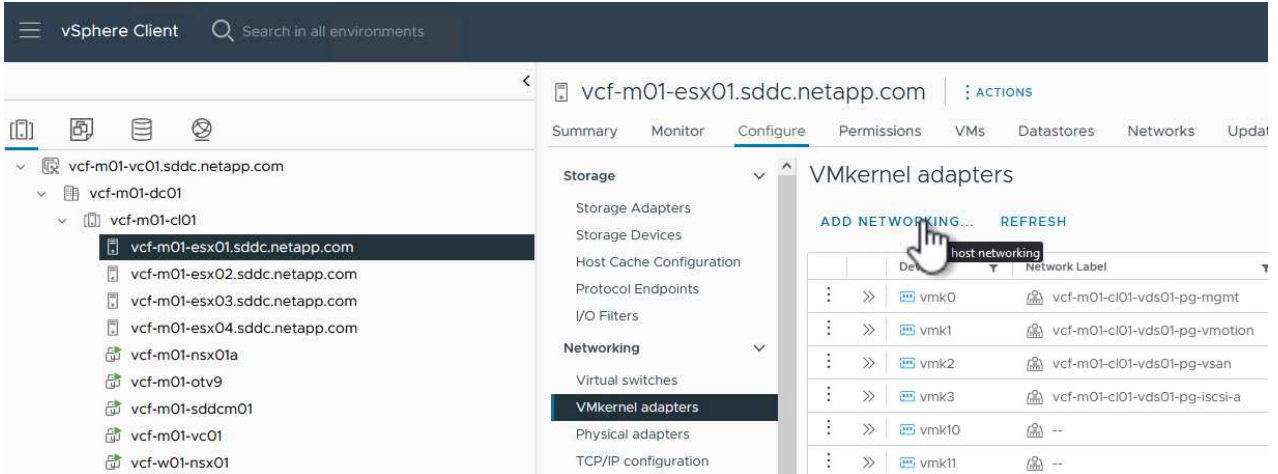 vSphere Client Search in all environments
vcf-m01-esx01.sddc.netapp.com ACTIONS
Summary Monitor Configure Permissions VMs Datastores Networks Updat
vcf-m01-vc01.sddc.netapp.com
vcf-m01-dc01
vcf-m01-cl01
vcf-m01-esx01.sddc.netapp.com
vcf-m01-esx02.sddc.netapp.com
vcf-m01-esx03.sddc.netapp.com
vcf-m01-esx04.sddc.netapp.com
vcf-m01-nsx01a
vcf-m01-otv9
vcf-m01-sddcm01
vcf-m01-vc01
vcf-w01-nsx01
Storage
Storage Adapters
Storage Devices
Host Cache Configuration
Protocol Endpoints
I/O Filters
Networking
Virtual switches
VMkernel adapters
Physical adapters
TCP/IP configuration
VMkernel adapters
ADD NETWORKING... REFRESH
host networking
Network Label
vmk0 vcf-m01-cl01-vds01-pg-mgmt
vmk1 vcf-m01-cl01-vds01-pg-vmotion
vmk2 vcf-m01-cl01-vds01-pg-vsan
vmk3 vcf-m01-cl01-vds01-pg-iscsi-a
vmk10 --
vmk11 --